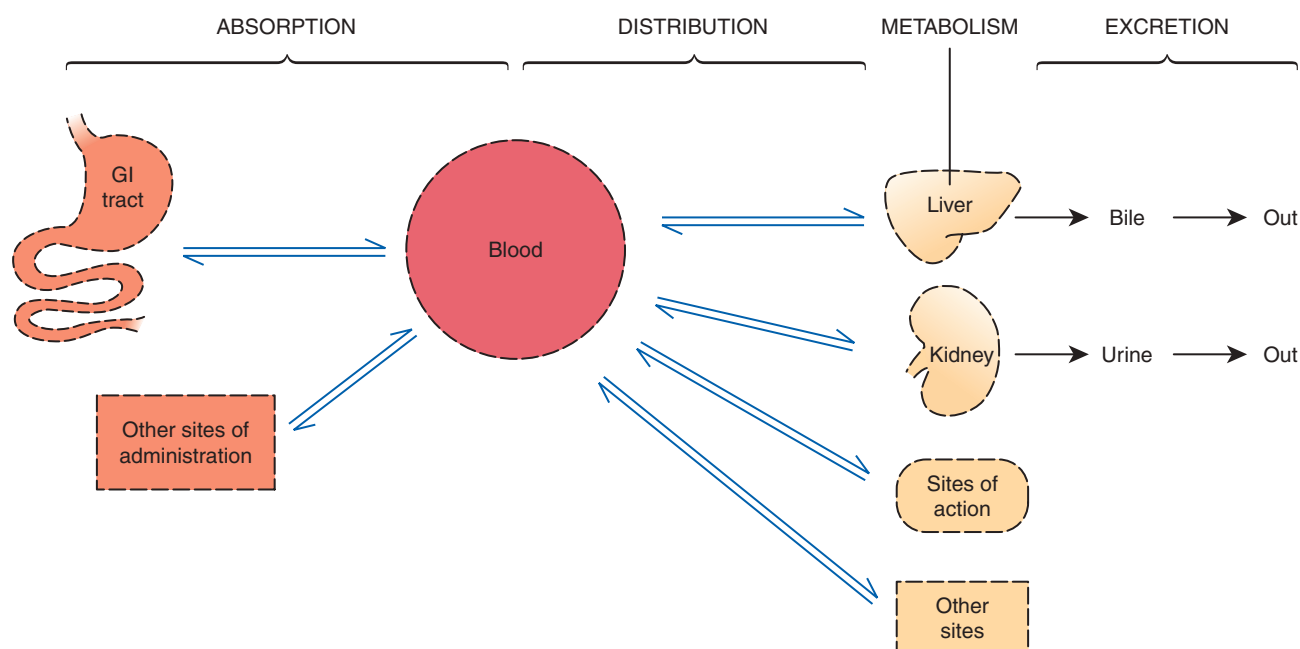 ABSORPTION
DISTRIBUTION
METABOLISM
EXCRETION
GI
tract
Blood
Liver
Bile
Out
Kidney
Urine
Out
Other sites of
administration
Sites of
action
Other
sites